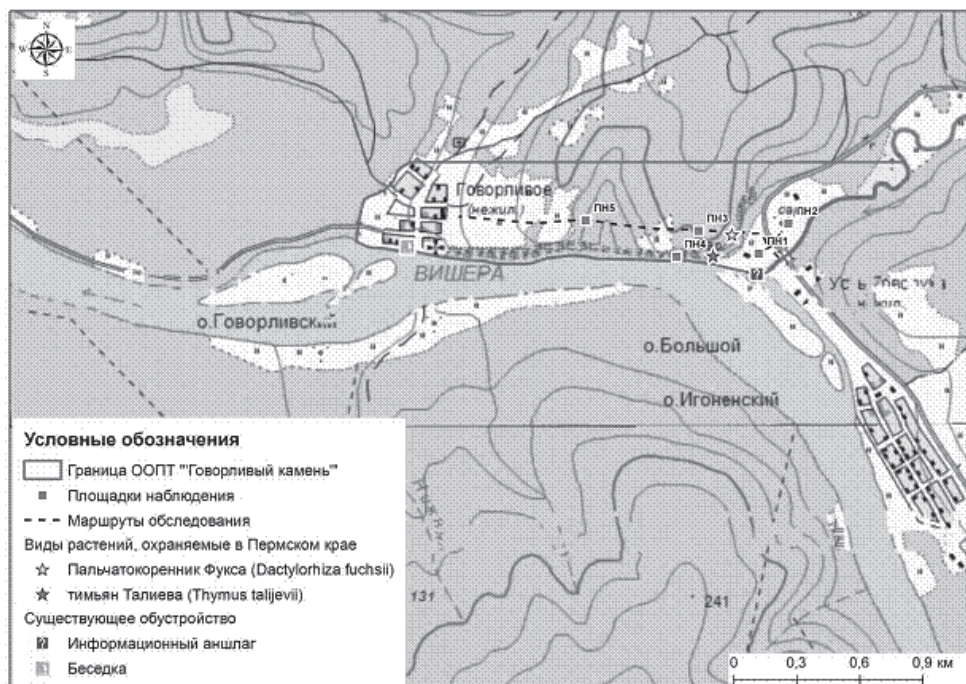 N
W E
S
Говорливое
(нежил.)
ПН5
ПН3
ПН2
ПН4
ПН1
ВИШЕРА
о.Говорливск
о.Большой
о.Игоненский
131
241
Условные обозначения
Граница ООПТ "'Говорливый камень'"
Площадки наблюдения
Маршруты обследования
Виды растений, охраняемые в Пермском крае
Пальчатокоренник Фукса (Dactylorhiza fuchsii)
тимьян Талиева (Thymus talijevii)
Существующее обустройство
Информационный аншлаг
Беседка
0 0,3 0,6 0,9 км